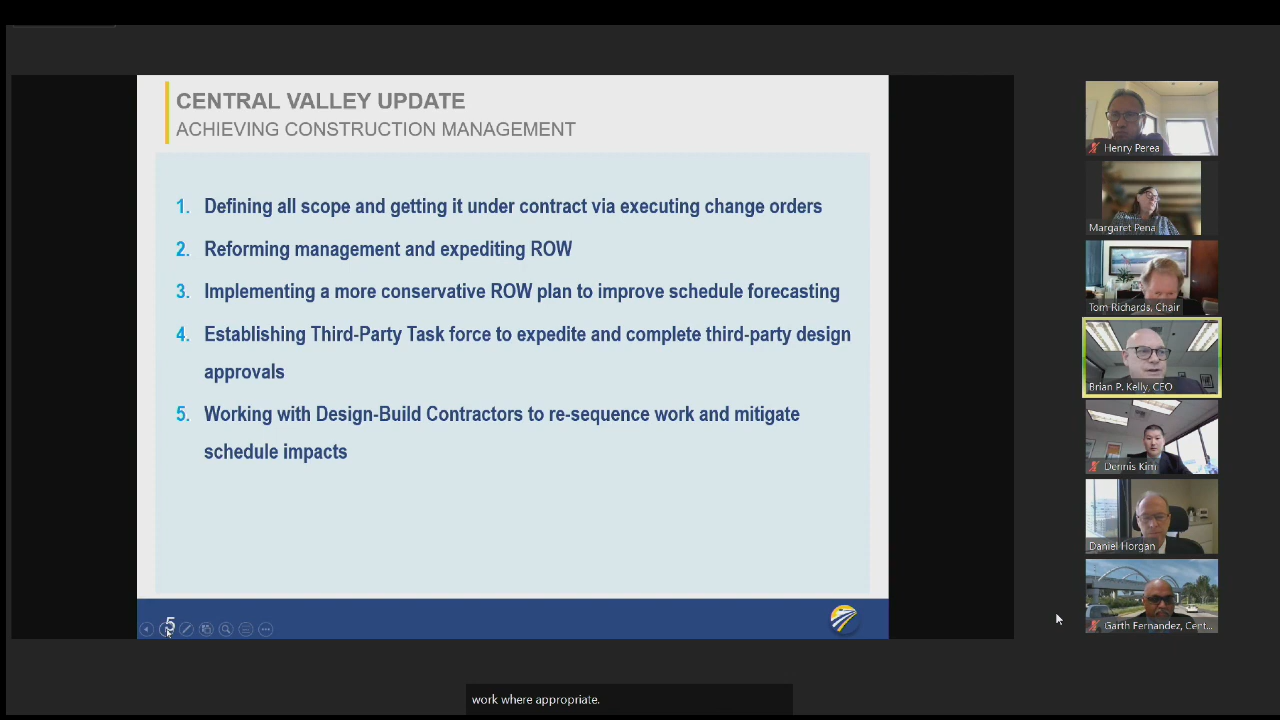 CENTRAL VALLEY UPDATE
ACHIEVING CONSTRUCTION MANAGEMENT
1. Defining all scope and getting it under contract via executing change orders
2. Reforming management and expediting ROW
3. Implementing a more conservative ROW plan to improve schedule forecasting
4. Establishing Third-Party Task force to expedite and complete third-party design
approvals
5. Working with Design-Build Contractors to re-sequence work and mitigate
schedule impacts
5
Henry Perea
Margaret Pena
Tom Richards, Chair
Brian P. Kelly, CEO
Dennis Kim
Daniel Horgan
Garth Fernandez, Cent...
work where appropriate.